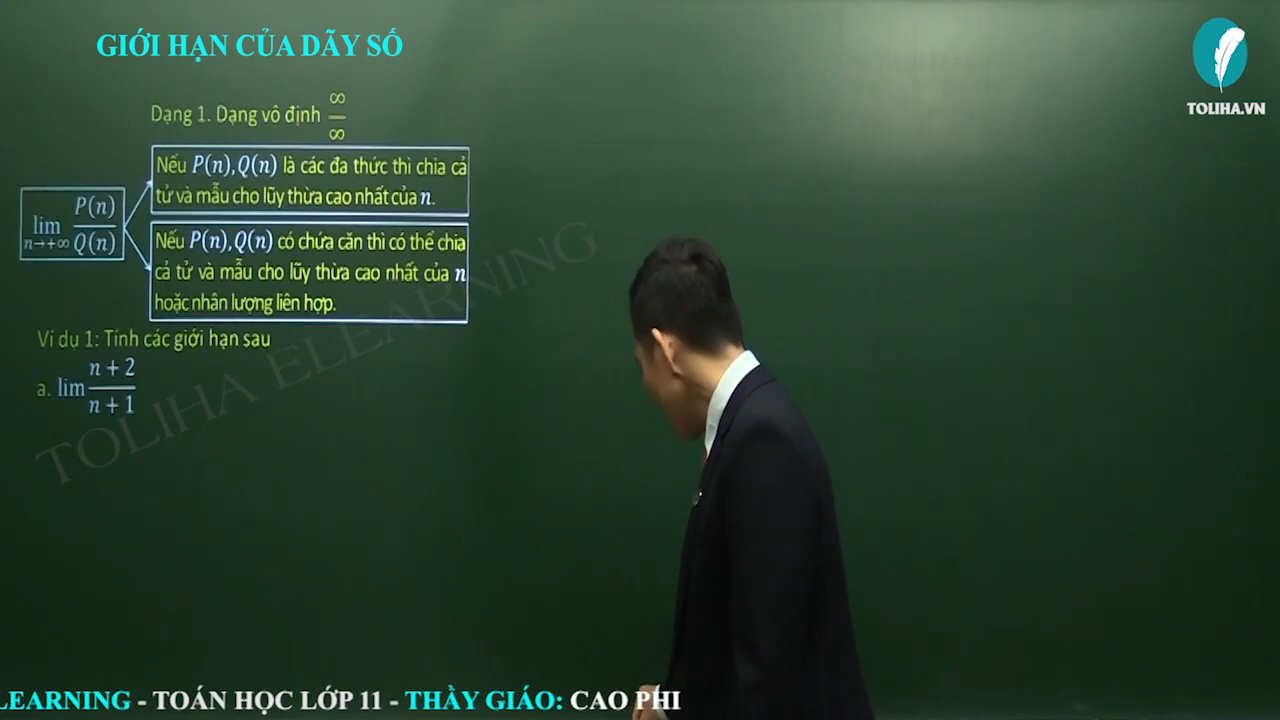 GIỚI HẠN CỦA DÃY SỐ
TOLIHA.VN
Dạng 1. Dạng vô định ∞/∞
lim n→+∞ P(n)/Q(n)
Nếu P(n), Q(n) là các đa thức thì chia cả
tử và mẫu cho lũy thừa cao nhất của n.
Nếu P(n), Q(n) có chứa căn thì có thể chia
cả tử và mẫu cho lũy thừa cao nhất của n
hoặc nhân lượng liên hợp.
Ví dụ 1: Tính các giới hạn sau
a. lim n + 2 / n + 1
TOLIHA ELEARNING
LEARNING - TOÁN HỌC LỚP 11 - THẦY GIÁO: CAO PHI